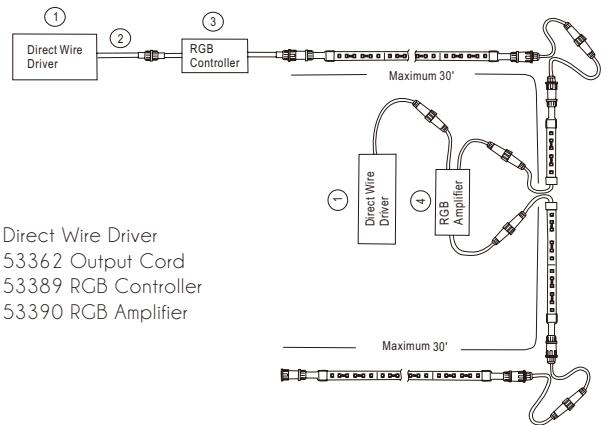 1
2
3
Direct Wire
Driver
RGB
Controller
Maximum 30'
1
Direct Wire
Driver
4
RGB
Amplifier
Direct Wire Driver
53362 Output Cord
53389 RGB Controller
53390 RGB Amplifier
Maximum 30'